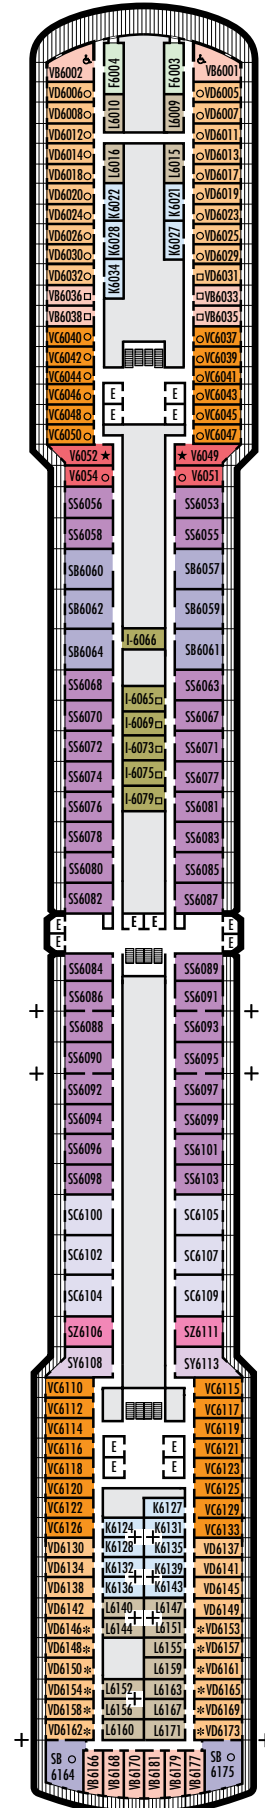 VB6002 F6004 F6003 VB6001
VD6006 L6010 L6009 VD6005
VD6008 VD6007
VD6012 VD6011
VD6014 L6016 L6015 VD6013
VD6018 VD6017
VD6020 K6022 K6021 VD6019
VD6024 VD6023
VD6026 K6028 K6027 VD6025
VD6030 VD6029
VD6032 K6034 VD6031
VB6036 VB6033
VB6038 VB6035
VC6040 VC6037
VC6042 VC6039
VC6044 VC6041
VC6046 E E VC6043
VC6048 E E VC6045
VC6050 VC6047
V6052 V6049
V6054 V6051
SS6056 SS6053
SS6058 SS6055
SB6060 SB6057
SB6062 SB6059
SB6064 I-6066 SB6061
SS6068 I-6065 SS6063
SS6070 I-6069 SS6067
SS6072 I-6073 SS6071
SS6074 I-6075 SS6077
SS6076 I-6079 SS6081
SS6078 SS6083
SS6080 SS6085
SS6082 SS6087
E E E E
E E
SS6084 SS6089
SS6086 SS6091
SS6088 SS6093
SS6090 SS6095
SS6092 SS6097
SS6094 SS6099
SS6096 SS6101
SS6098 SS6103
SC6100 SC6105
SC6102 SC6107
SC6104 SC6109
SZ6106 SZ6111
SY6108 SY6113
VC6110 VC6115
VC6112 VC6117
VC6114 VC6119
VC6116 E E VC6121
VC6118 E E VC6123
VC6120 VC6125
VC6122 K6127 VC6129
VC6126 K6124 K6131 VC6133
VD6130 K6128 K6135 VD6137
VD6134 K6132 K6139 VD6141
VD6138 K6136 K6143 VD6145
VD6142 L6140 L6147 VD6149
VD6146 L6144 L6151 VD6153
VD6148 L6155 VD6157
VD6150 L6159 VD6161
VD6154 L6152 L6163 VD6165
VD6158 L6156 L6167 VD6169
VD6162 L6160 L6171 VD6173
SB 6164 VB6166 VB6168 VB6170 VB6181 VB6179 VB6177 SB 6175